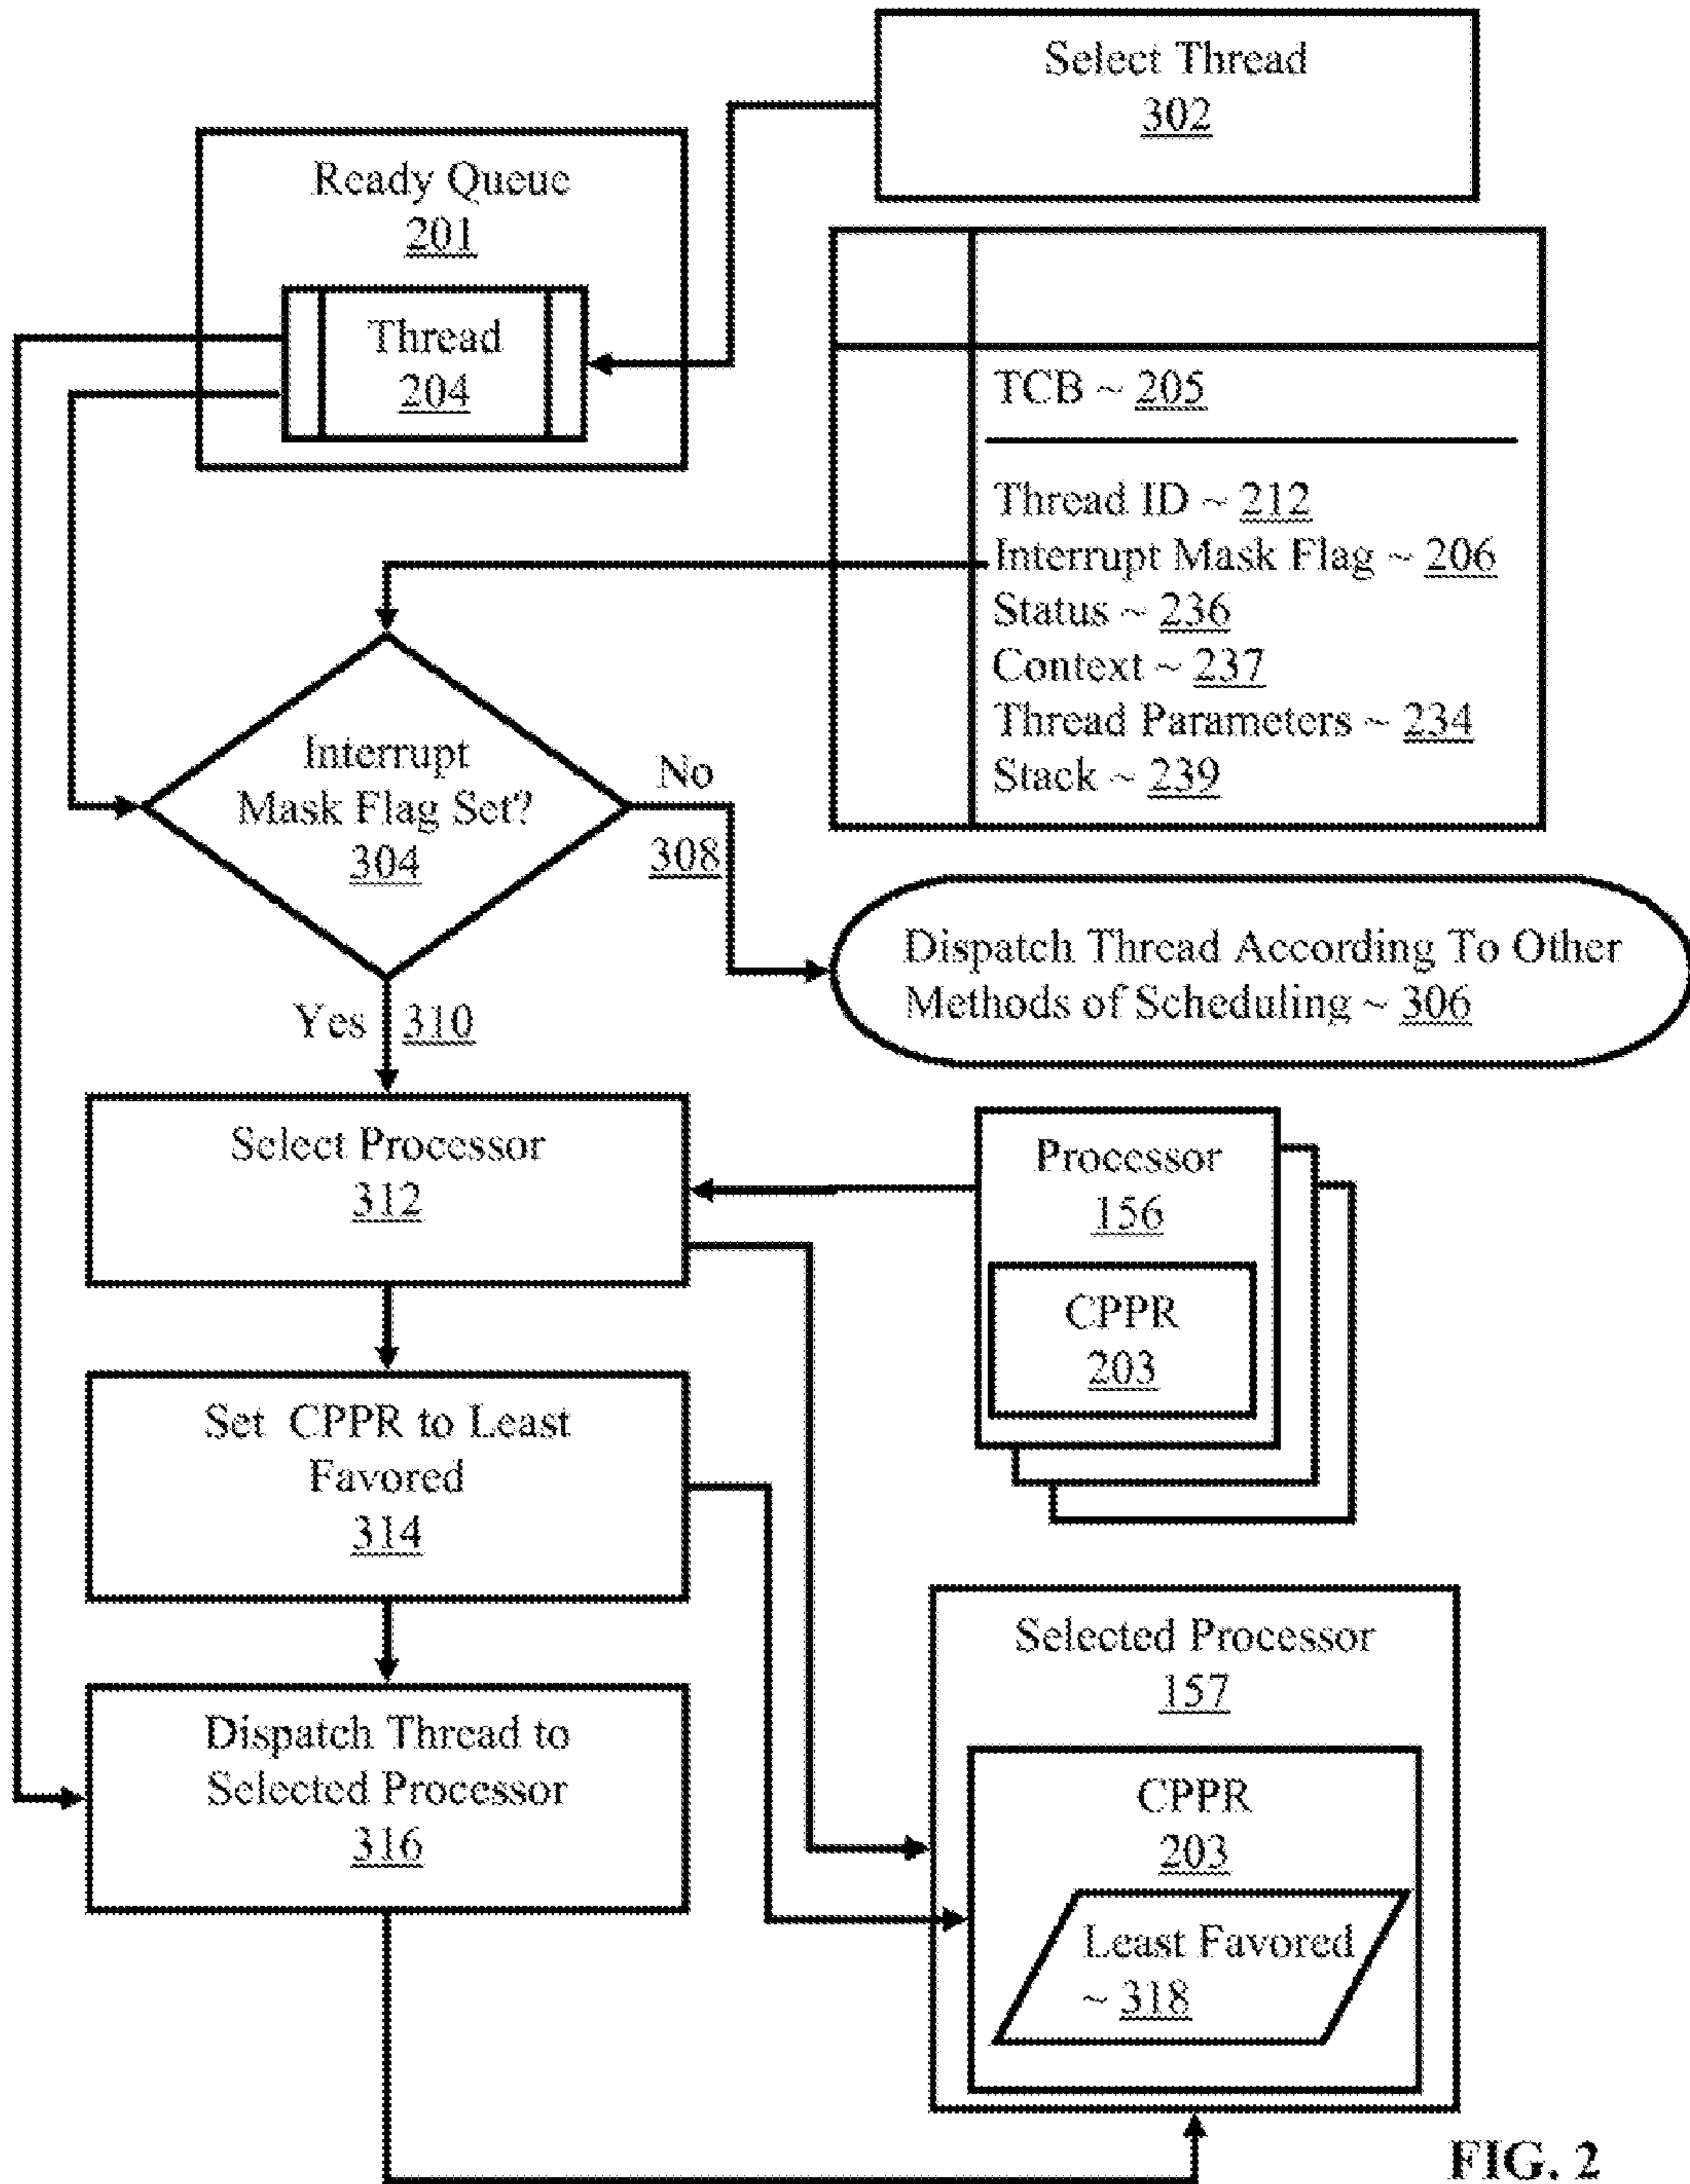 Select Thread
302
Ready Queue
201
Thread
204
TCB ~ 205
Thread ID ~ 212
Interrupt Mask Flag ~ 206
Status ~ 236
Context ~ 237
Thread Parameters ~ 234
Stack ~ 239
Interrupt
Mask Flag Set?
304
No
308
Dispatch Thread According To Other
Methods of Scheduling ~ 306
Yes 310
Select Processor
312
Processor
156
CPPR
203
Set CPPR to Least
Favored
314
Selected Processor
157
Dispatch Thread to
Selected Processor
316
CPPR
203
Least Favored
~ 318
FIG. 2